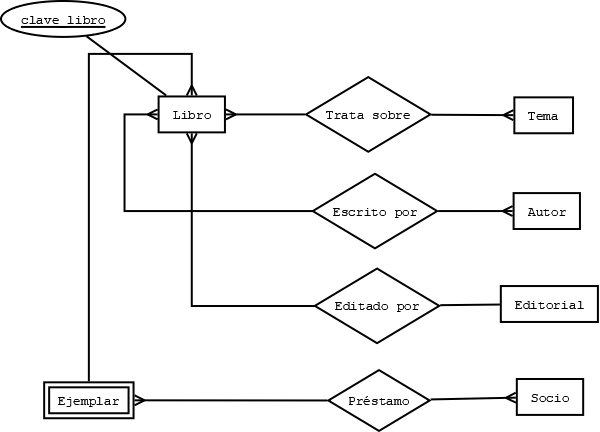 clave libro
Libro
Trata sobre
Tema
Escrito por
Autor
Editado por
Editorial
Ejemplar
Préstamo
Socio